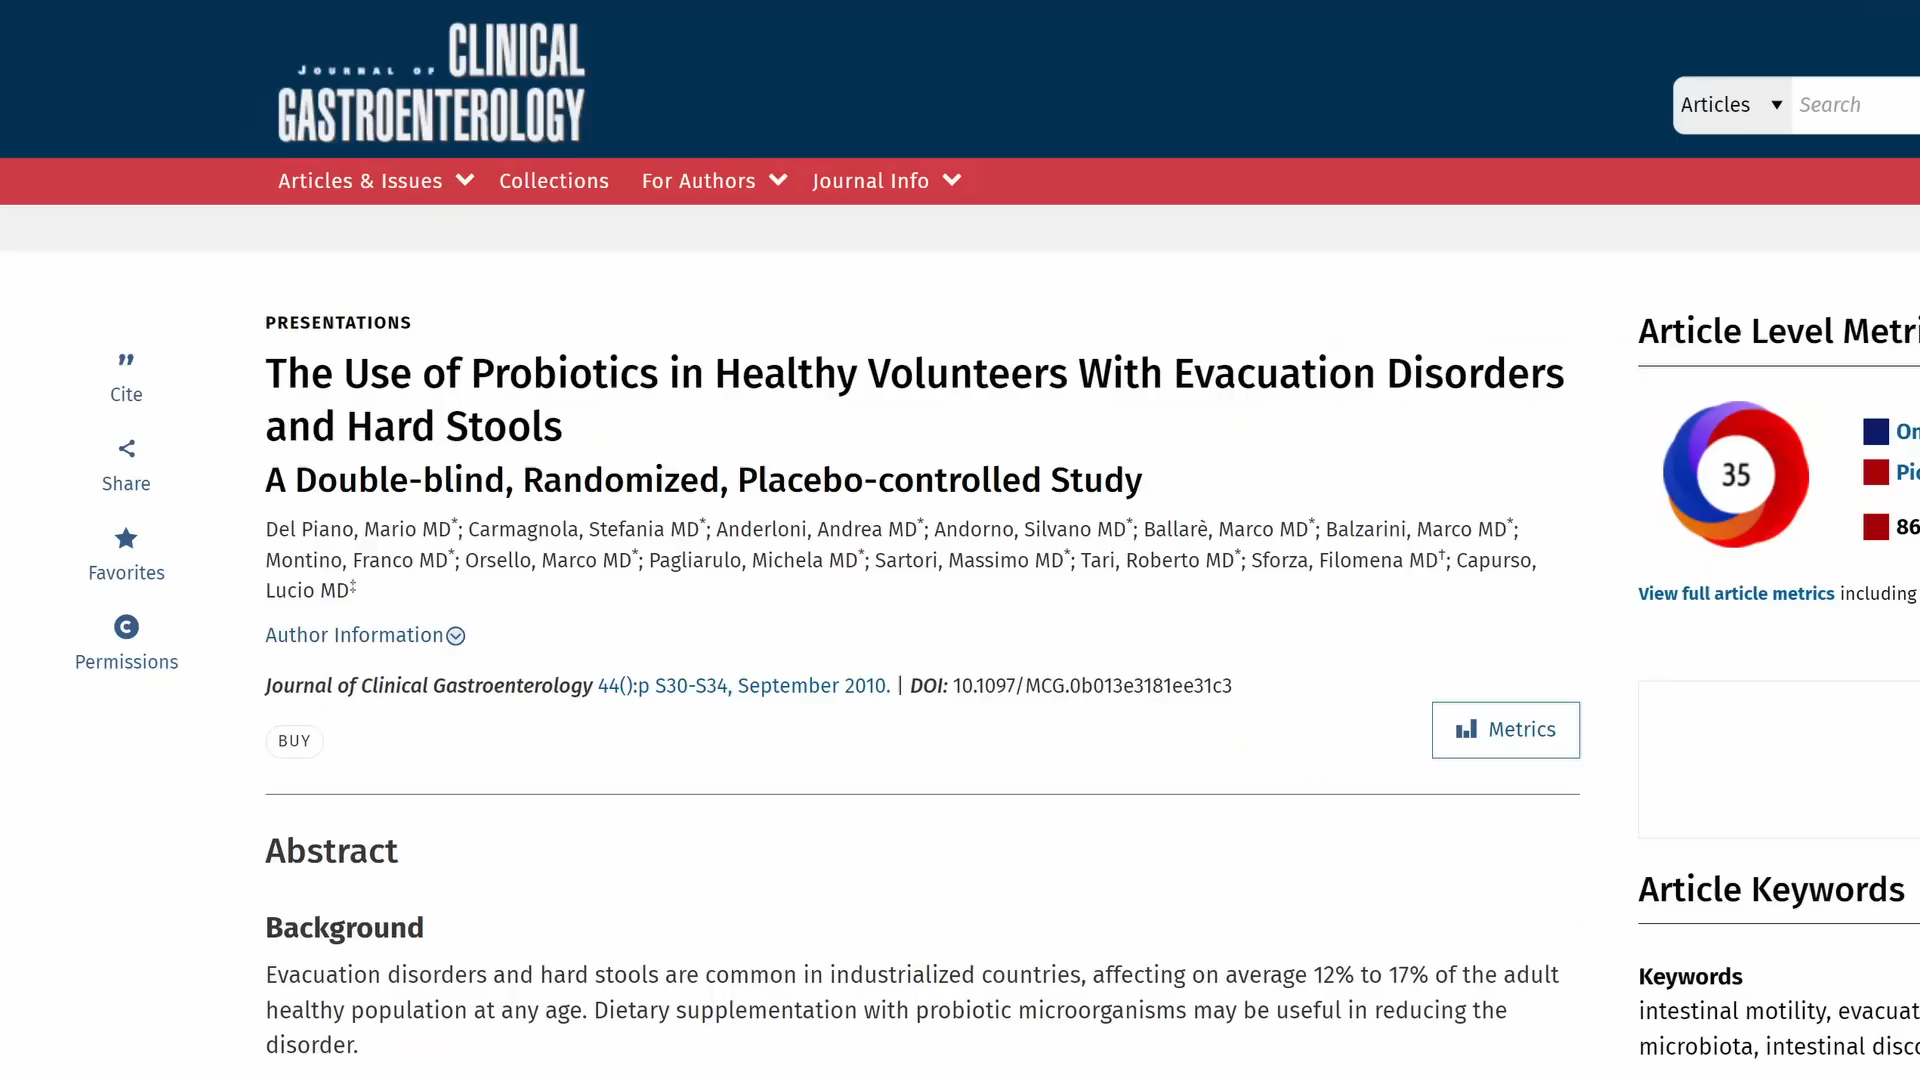 JOURNAL OF CLINICAL
GASTROENTEROLOGY
Articles ▼ Search
Articles & Issues Collections For Authors Journal Info
PRESENTATIONS
The Use of Probiotics in Healthy Volunteers With Evacuation Disorders
and Hard Stools
A Double-blind, Randomized, Placebo-controlled Study
Del Piano, Mario MD*; Carmagnola, Stefania MD*; Anderloni, Andrea MD*; Andorno, Silvano MD*; Ballarè, Marco MD*; Balzarini, Marco MD*;
Montino, Franco MD*; Orsello, Marco MD*; Pagliarulo, Michela MD*; Sartori, Massimo MD*; Tari, Roberto MD*; Sforza, Filomena MD†; Capurso,
Lucio MD‡
Author Information
Journal of Clinical Gastroenterology 44():p S30-S34, September 2010. | DOI: 10.1097/MCG.0b013e3181ee31c3
BUY
Metrics
Abstract
Background
Evacuation disorders and hard stools are common in industrialized countries, affecting on average 12% to 17% of the adult
healthy population at any age. Dietary supplementation with probiotic microorganisms may be useful in reducing the
disorder.
Cite
Share
Favorites
Permissions
Article Level Metri
35
On
Pic
86
View full article metrics including
Article Keywords
Keywords
intestinal motility, evacuat
microbiota, intestinal disco